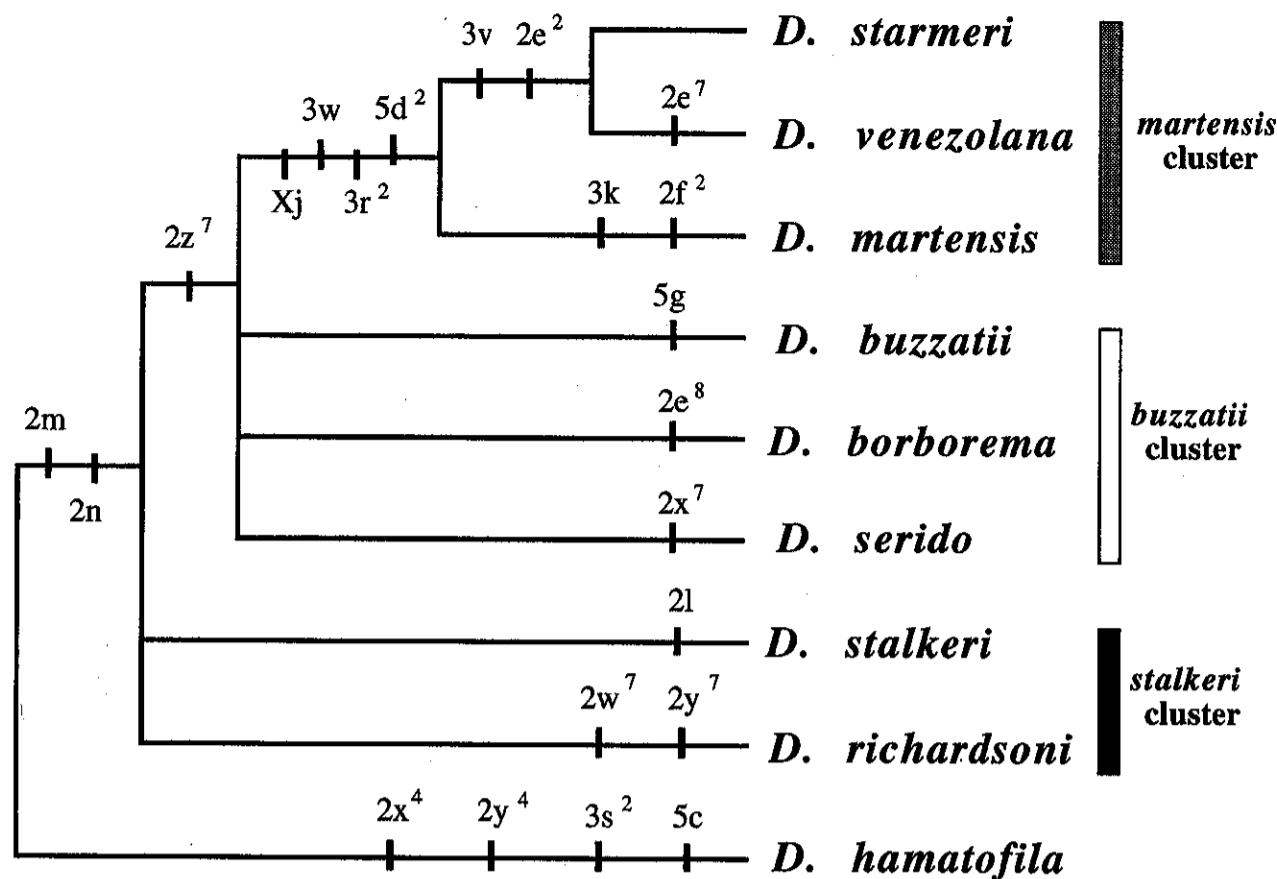 3v 2e² D. starmeri
3w 5d² 2e⁷ D. venezolana martensis
cluster
Xj 3r² 3k 2f² D. martensis
2z⁷
5g D. buzzatii
2e⁸ D. borborema buzzatii
cluster
2m
2n 2x⁷ D. serido
2l D. stalkeri
stalkeri
cluster
2w⁷ 2y⁷ D. richardsoni
2x⁴ 2y⁴ 3s² 5c D. hamatofila